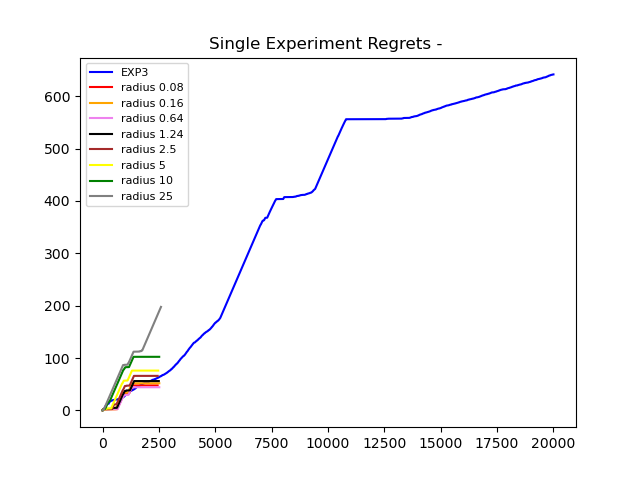 Single Experiment Regrets -
EXP3
radius 0.08
radius 0.16
radius 0.64
radius 1.24
radius 2.5
radius 5
radius 10
radius 25
600
500
400
300
200
100
0
0 2500 5000 7500 10000 12500 15000 17500 20000